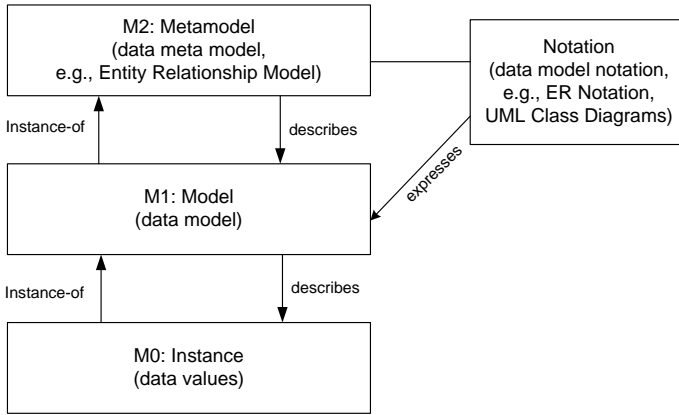 M2: Metamodel
(data meta model,
e.g., Entity Relationship Model)
Notation
(data model notation,
e.g., ER Notation,
UML Class Diagrams)
Instance-of
describes
expresses
M1: Model
(data model)
Instance-of
describes
M0: Instance
(data values)